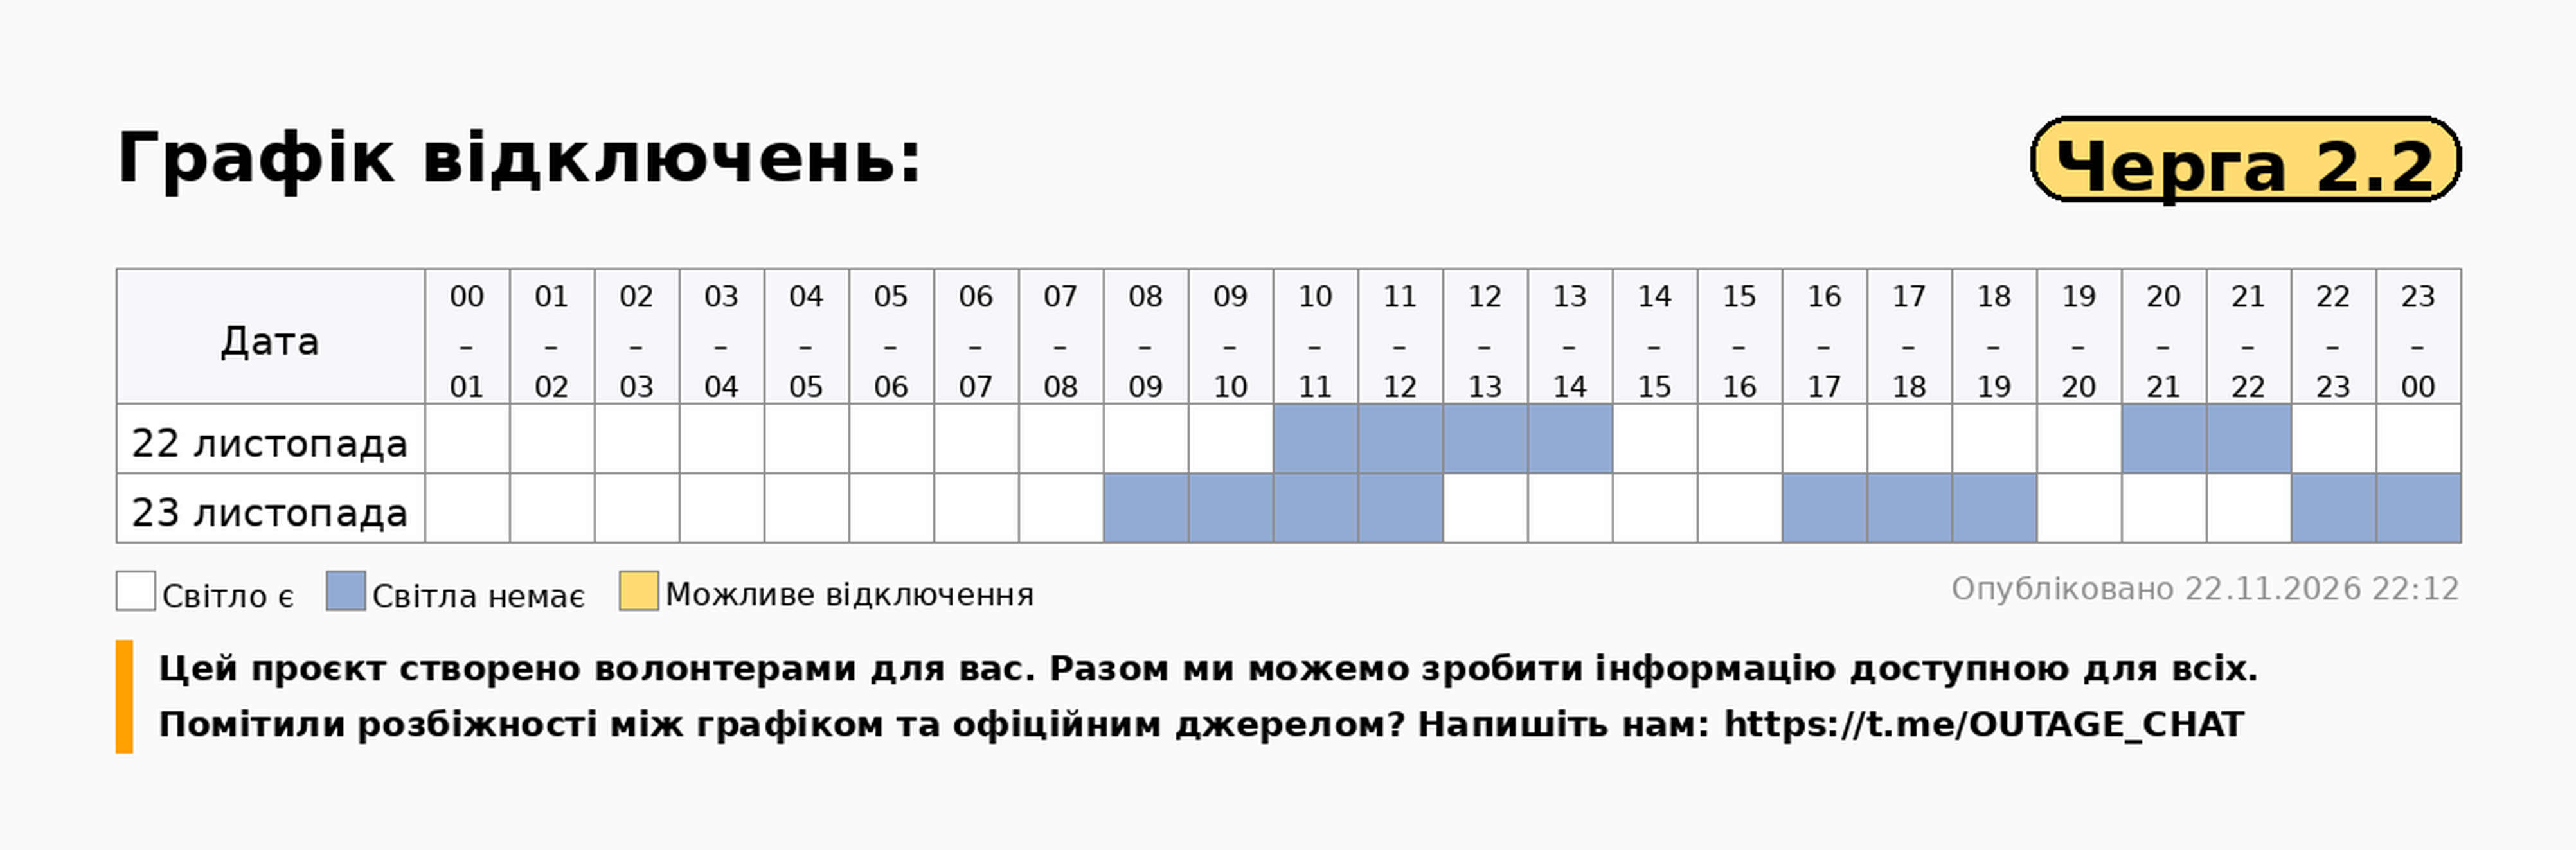 Графік відключень:
Черга 2.2
Дата 00 – 01 01 – 02 02 – 03 03 – 04 04 – 05 05 – 06 06 – 07 07 – 08 08 – 09 09 – 10 10 – 11 11 – 12 12 – 13 13 – 14 14 – 15 15 – 16 16 – 17 17 – 18 18 – 19 19 – 20 20 – 21 21 – 22 22 – 23 23 – 00
22 листопада
23 листопада
Світло є Світла немає Можливе відключення
Опубліковано 22.11.2026 22:12
Цей проєкт створено волонтерами для вас. Разом ми можемо зробити інформацію доступною для всіх.
Помітили розбіжності між графіком та офіційним джерелом? Напишіть нам: https://t.me/OUTAGE_CHAT